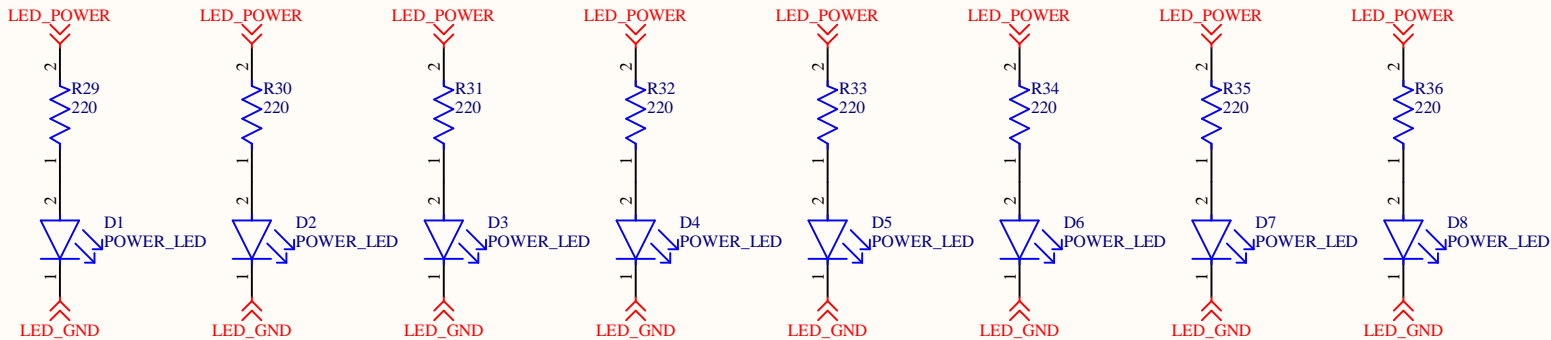 LED_POWER LED_POWER LED_POWER LED_POWER LED_POWER LED_POWER LED_POWER LED_POWER
2 2 2 2 2 2 2 2
R29 R30 R31 R32 R33 R34 R35 R36
220 220 220 220 220 220 220 220
1 1 1 1 1 1 1 1
2 2 2 2 2 2 2 2
D1 D2 D3 D4 D5 D6 D7 D8
POWER_LED POWER_LED POWER_LED POWER_LED POWER_LED POWER_LED POWER_LED POWER_LED
1 1 1 1 1 1 1 1
LED_GND LED_GND LED_GND LED_GND LED_GND LED_GND LED_GND LED_GND